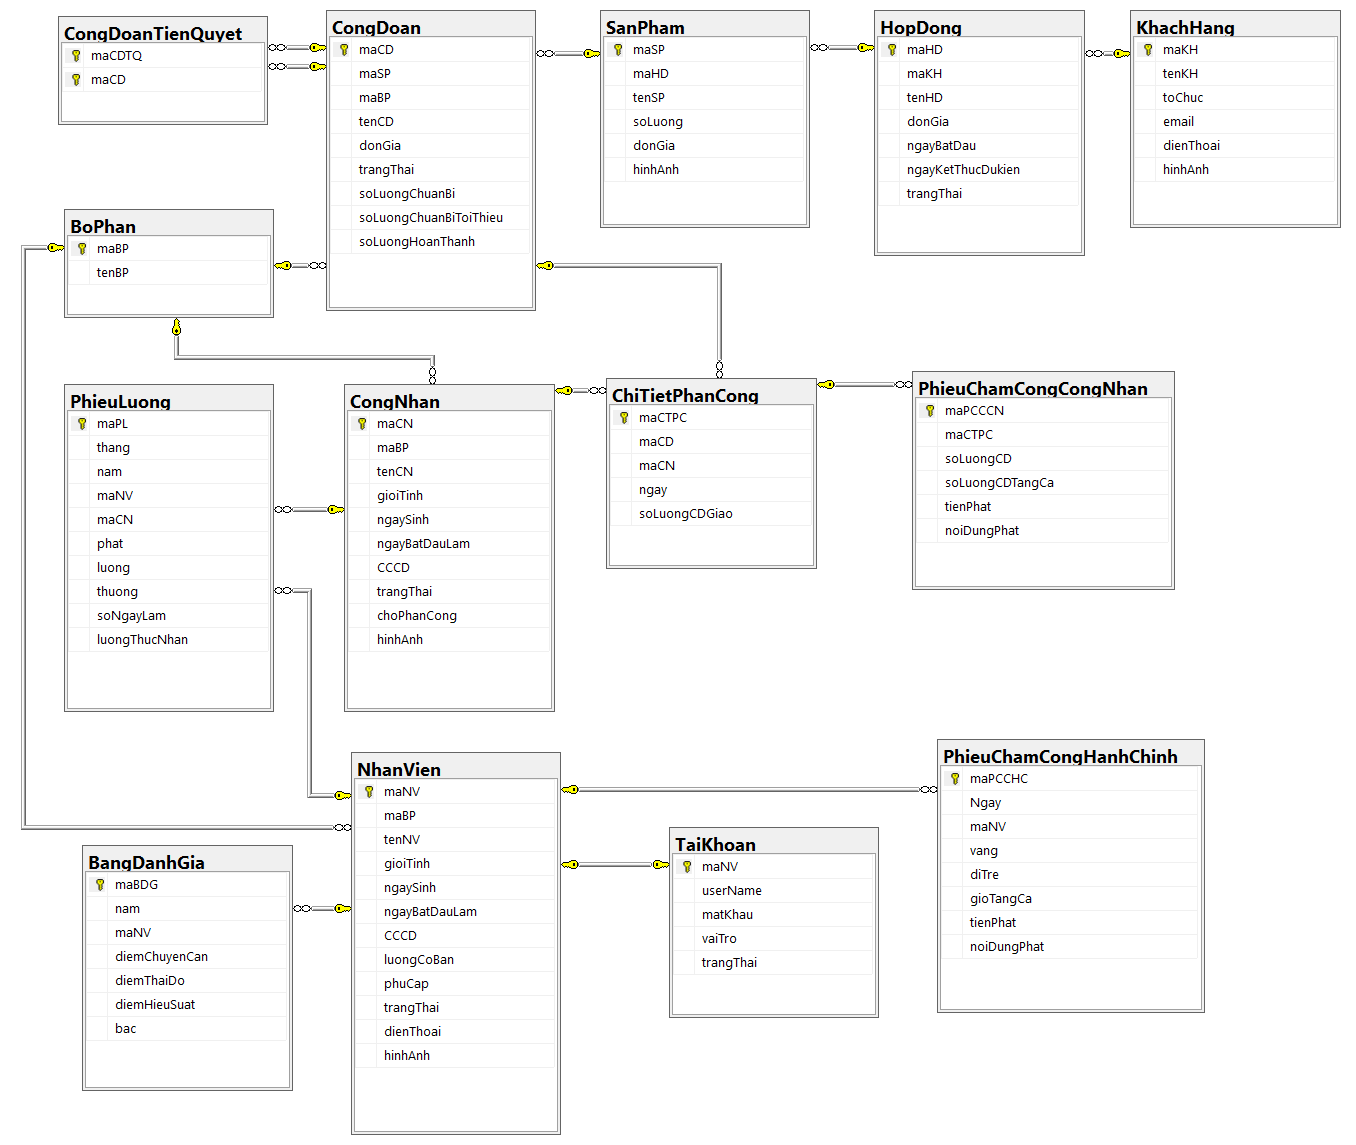 CongDoanTienQuyet
maCDTQ
maCD
CongDoan
maCD
maSP
maBP
tenCD
donGia
trangThai
soLuongChuanBi
soLuongChuanBiToiThieu
soLuongHoanThanh
SanPham
maSP
maHD
tenSP
soLuong
donGia
hinhAnh
HopDong
maHD
maKH
tenHD
donGia
ngayBatDau
ngayKetThucDukien
trangThai
KhachHang
maKH
tenKH
toChuc
email
dienThoai
hinhAnh
BoPhan
maBP
tenBP
PhieuLuong
maPL
thang
nam
maNV
maCN
phat
luong
thuong
soNgayLam
luongThucNhan
CongNhan
maCN
maBP
tenCN
gioiTinh
ngaySinh
ngayBatDauLam
CCCD
trangThai
choPhanCong
hinhAnh
ChiTietPhanCong
maCTPC
maCD
maCN
ngay
soLuongCDGiao
PhieuChamCongCongNhan
maPCCCN
maCTPC
soLuongCD
soLuongCDTangCa
tienPhat
noiDungPhat
NhanVien
maNV
maBP
tenNV
gioiTinh
ngaySinh
ngayBatDauLam
CCCD
luongCoBan
phuCap
trangThai
dienThoai
hinhAnh
BangDanhGia
maBDG
nam
maNV
diemChuyenCan
diemThaiDo
diemHieuSuat
bac
TaiKhoan
maNV
userName
matKhau
vaiTro
trangThai
PhieuChamCongHanhChinh
maPCCHC
Ngay
maNV
vang
diTre
gioTangCa
tienPhat
noiDungPhat